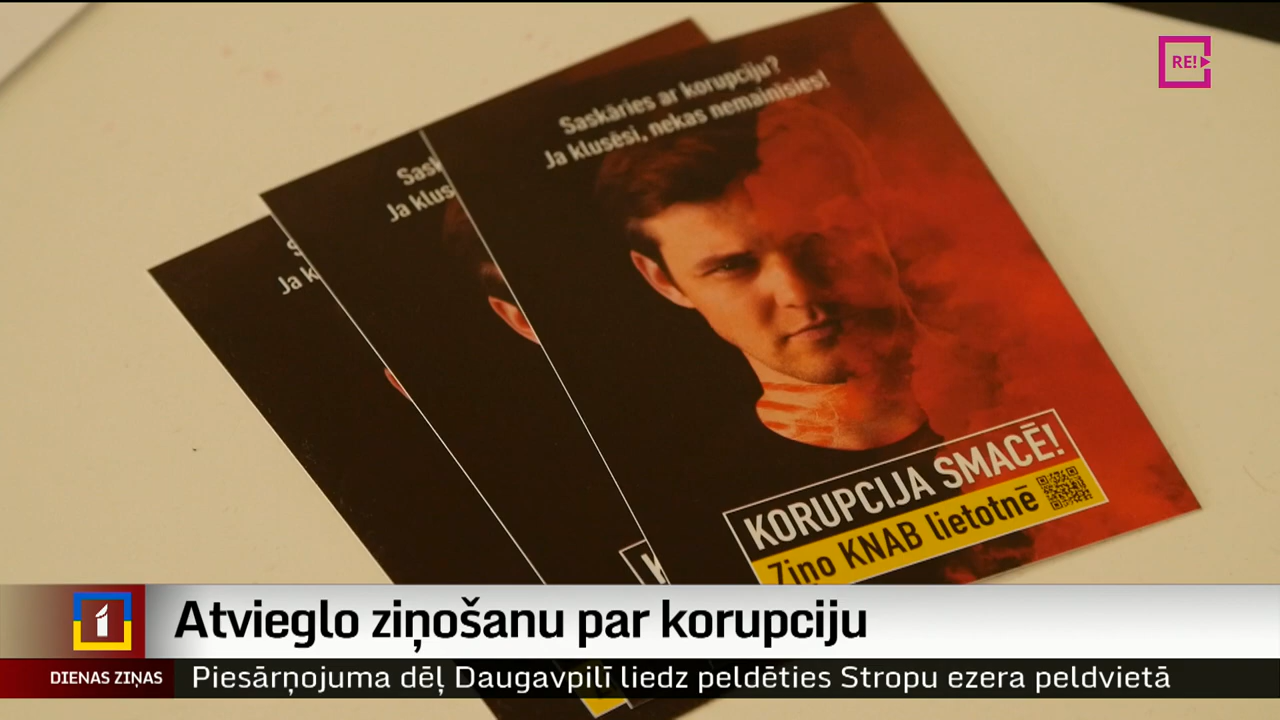 RE!
Saskāries ar korupciju?
Ja klusēsi, nekas nemainīsies!
Sask
Ja klus
S
Ja k
KORUPCIJA SMACĒ!
Ziņo KNAB lietotnē
K
1
Atvieglo ziņošanu par korupciju
DIENAS ZIŅAS
Piesārņojuma dēļ Daugavpilī liedz peldēties Stropu ezera peldvietā